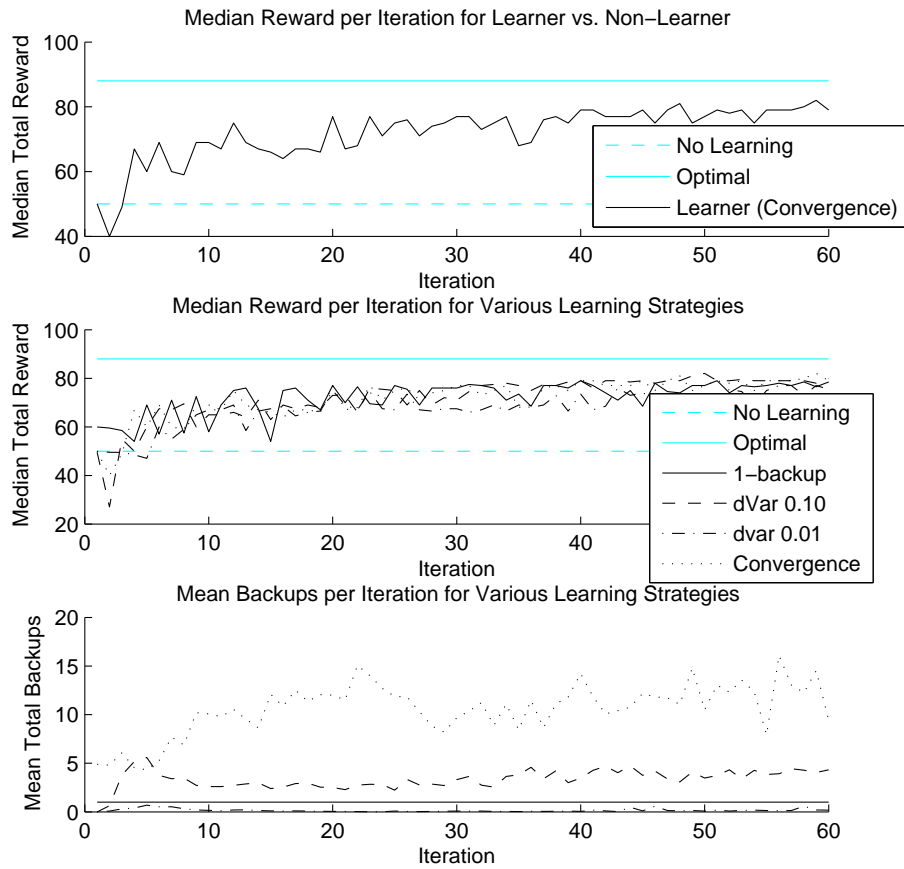 Median Reward per Iteration for Learner vs. Non−Learner
100
80
60
40
0 10 20 30 40 50 60
Median Total Reward
Iteration
No Learning
Optimal
Learner (Convergence)
Median Reward per Iteration for Various Learning Strategies
100
80
60
40
20
0 10 20 30 40 50 60
Median Total Reward
Iteration
No Learning
Optimal
1−backup
dVar 0.10
dvar 0.01
Convergence
Mean Backups per Iteration for Various Learning Strategies
20
15
10
5
0
0 10 20 30 40 50 60
Mean Total Backups
Iteration